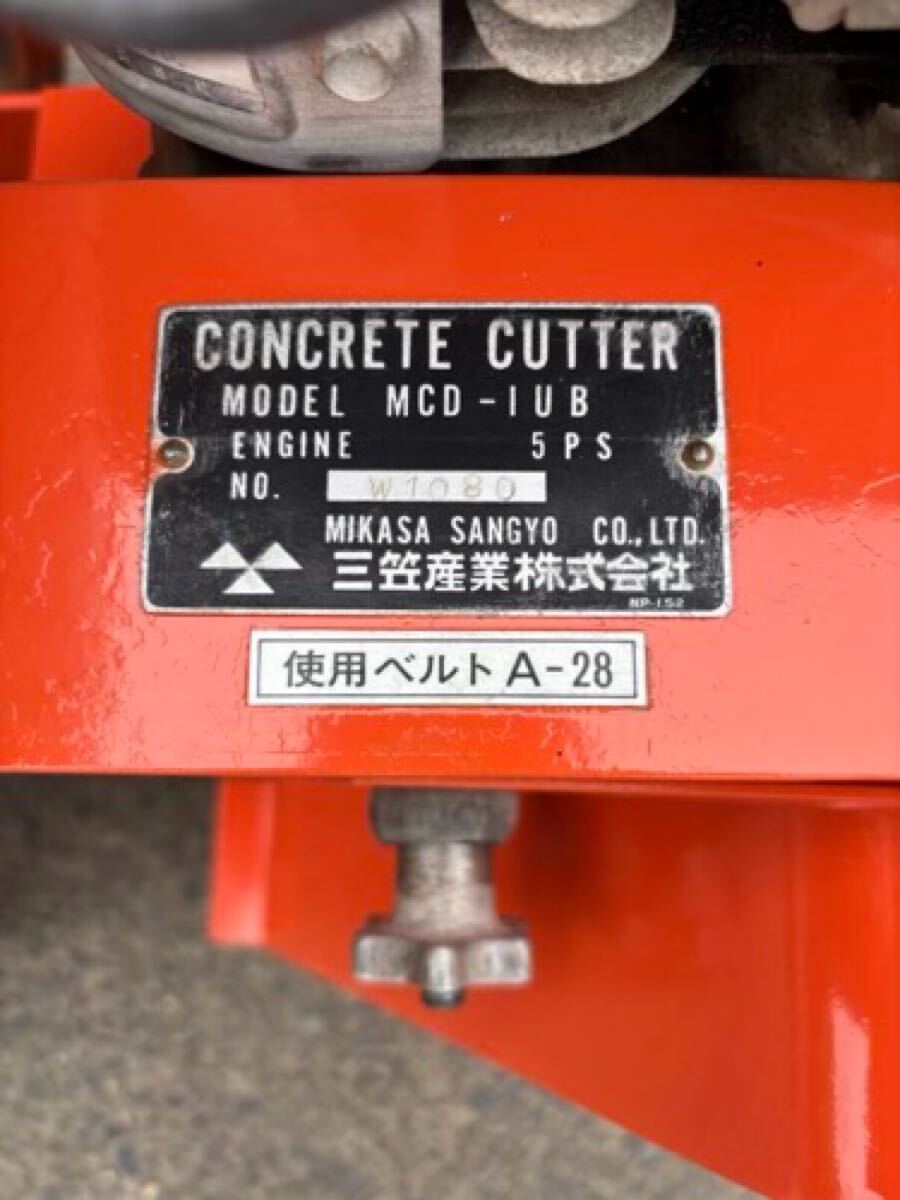 CONCRETE CUTTER
MODEL MCD-1UB
ENGINE 5PS
NO. W1080
MIKASA SANGYO CO.,LTD.
三笠産業株式会社
NP-152
使用ベルト A-28